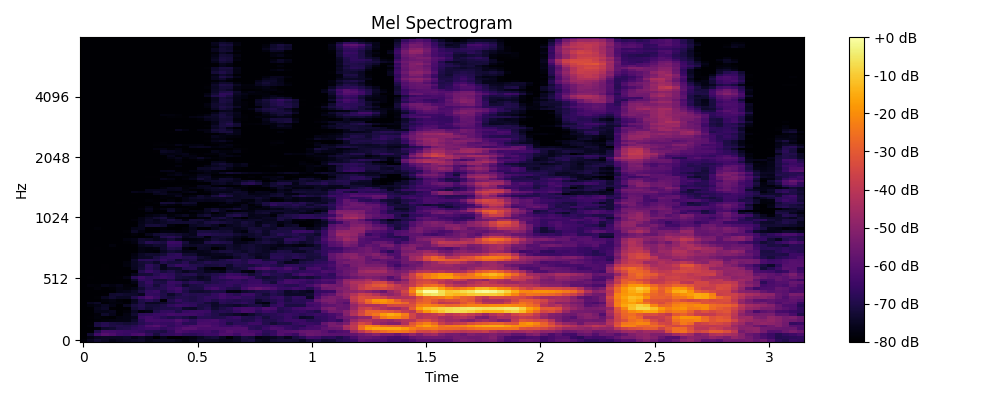 Mel Spectrogram
+0 dB
-10 dB
-20 dB
-30 dB
-40 dB
-50 dB
-60 dB
-70 dB
-80 dB
Hz
4096
2048
1024
512
0
0 0.5 1 1.5 2 2.5 3
Time